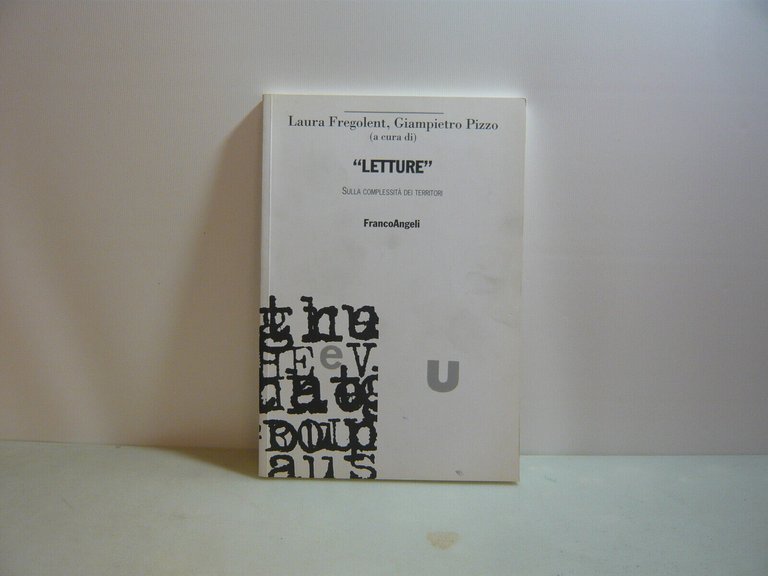 Laura Fregolent, Giampietro Pizzo
(a cura di)
“LETTURE”
SULLA COMPLESSITÀ DEI TERRITORI
FrancoAngeli
e
u